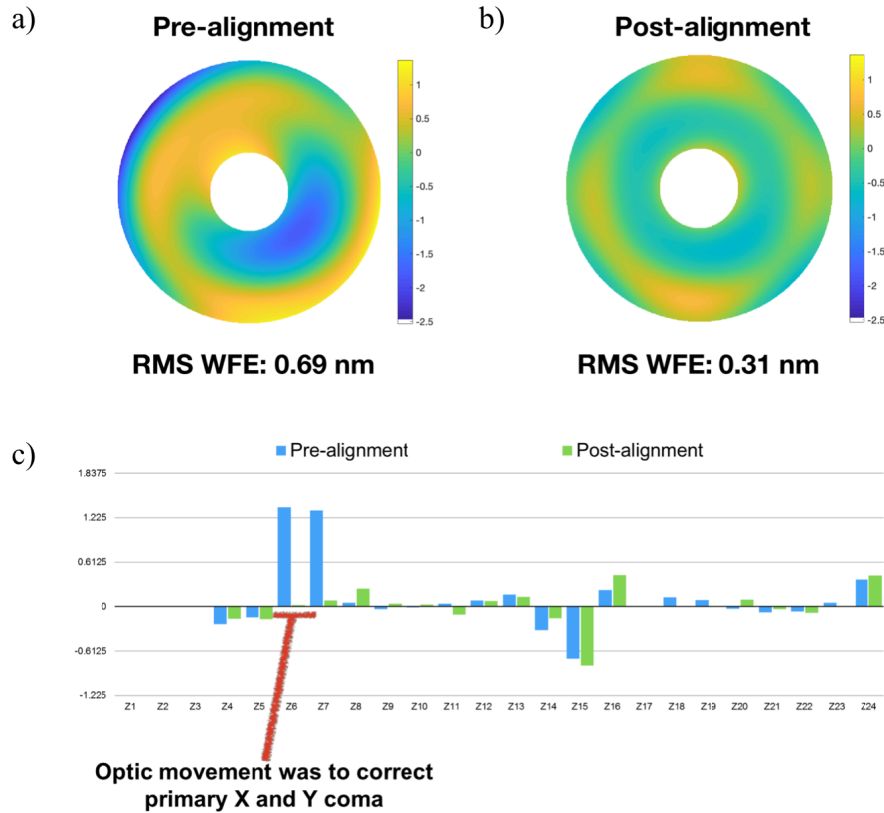 a)
Pre-alignment
1
0.5
0
-0.5
-1
-1.5
-2
-2.5
RMS WFE: 0.69 nm
b)
Post-alignment
1
0.5
0
-0.5
-1
-1.5
-2
-2.5
RMS WFE: 0.31 nm
c)
Pre-alignment Post-alignment
1.8375
1.225
0.6125
0
-0.6125
-1.225
Z1 Z2 Z3 Z4 Z5 Z6 Z7 Z8 Z9 Z10 Z11 Z12 Z13 Z14 Z15 Z16 Z17 Z18 Z19 Z20 Z21 Z22 Z23 Z24
Optic movement was to correct
primary X and Y coma